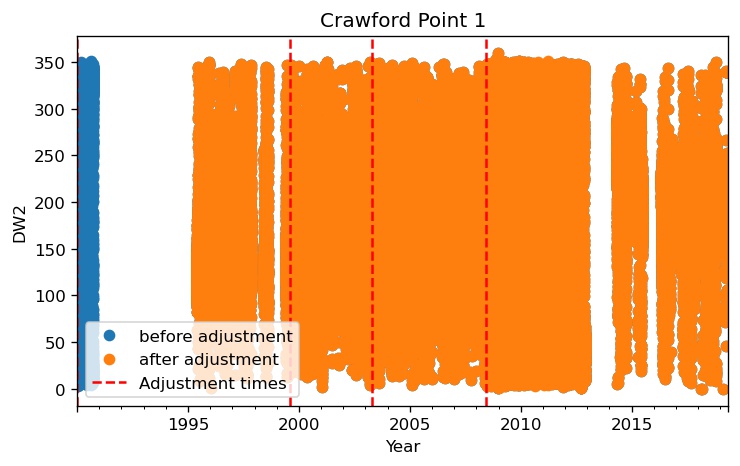 Crawford Point 1
DW2
350
300
250
200
150
100
50
0
before adjustment
after adjustment
Adjustment times
1995
2000
2005
2010
2015
Year